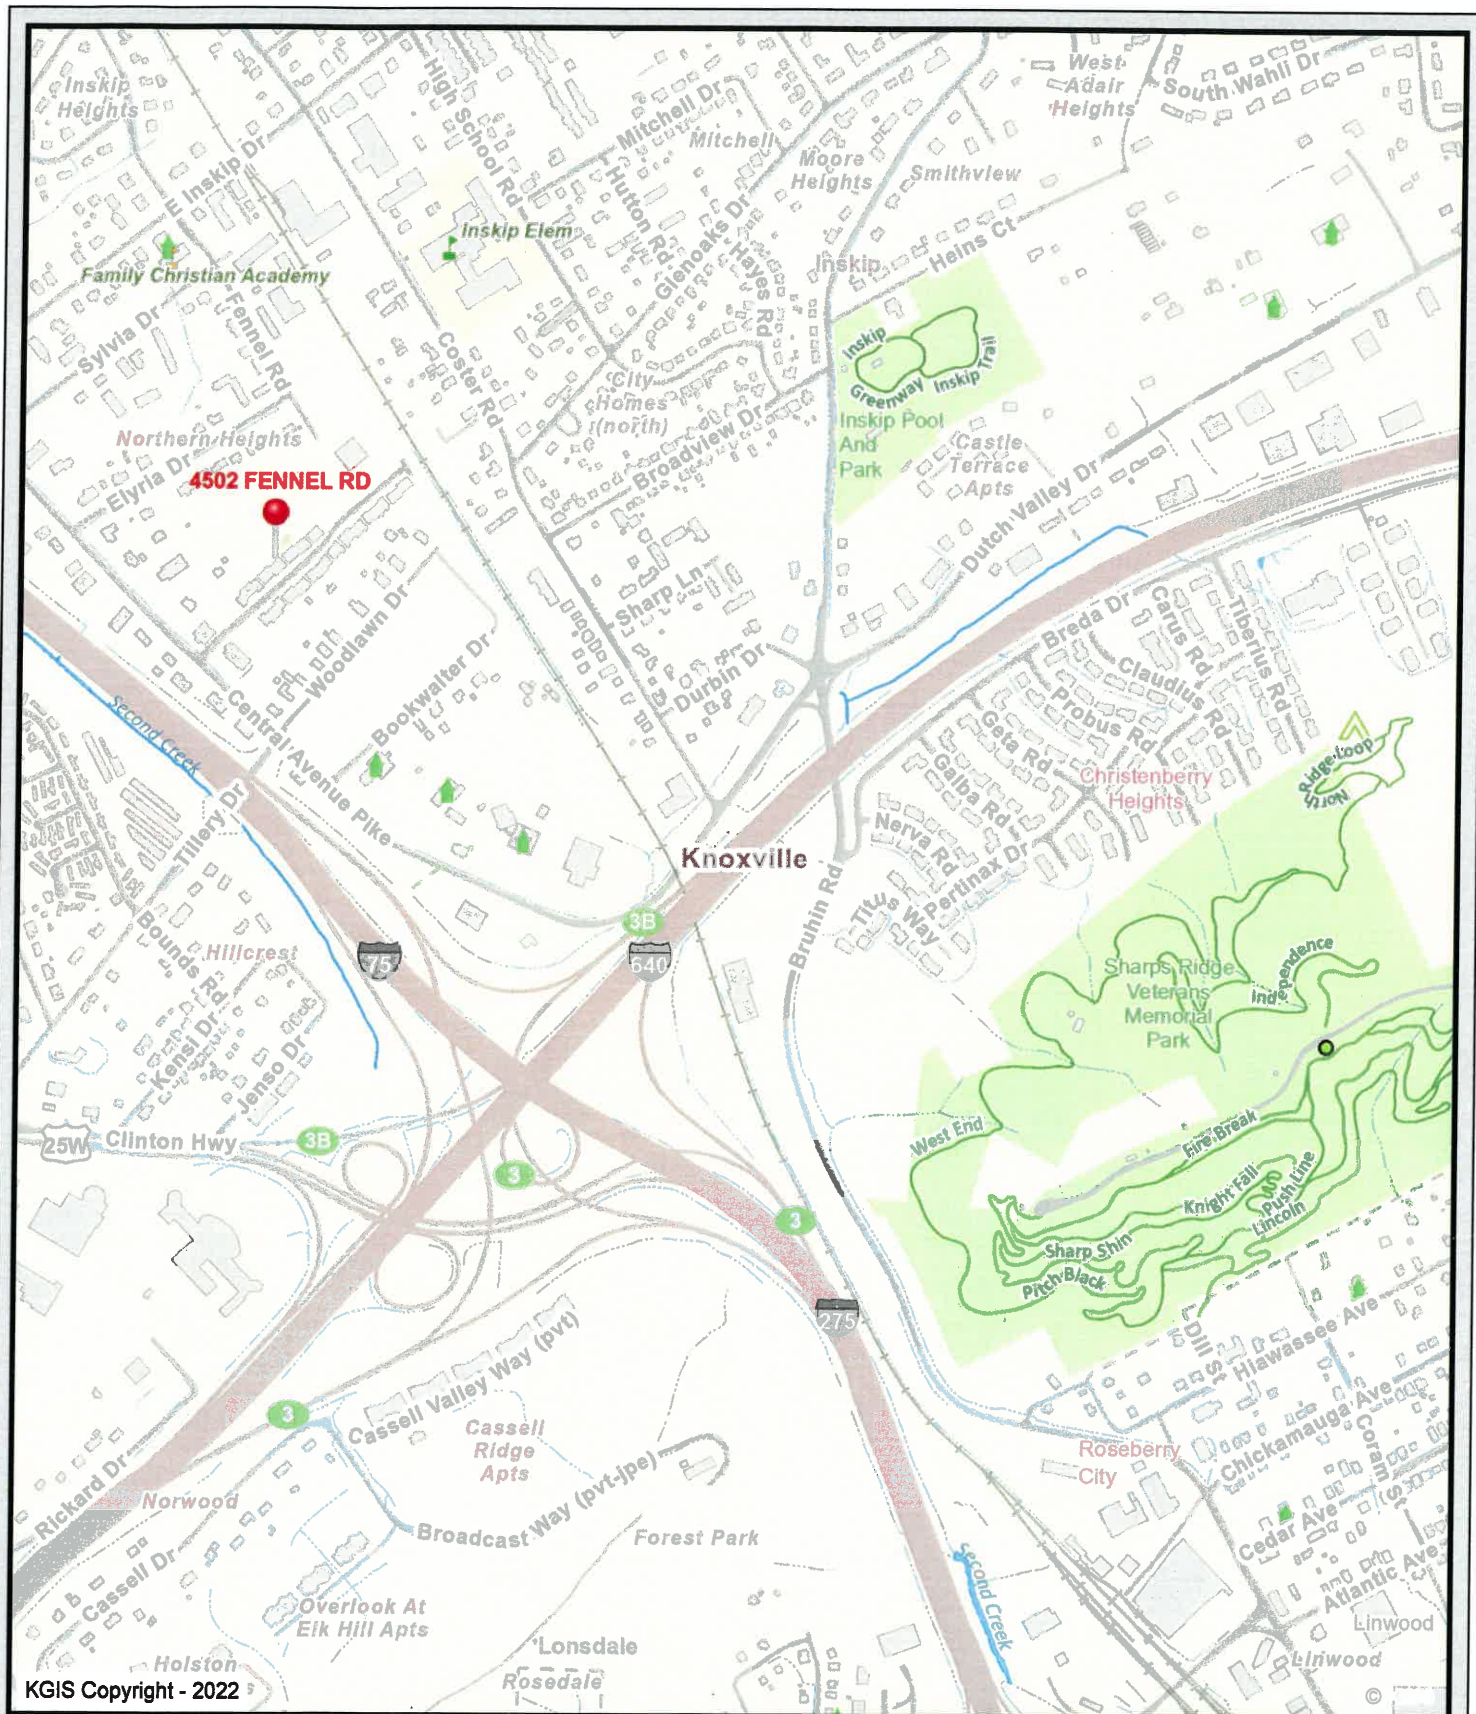 Inskip
Heights
High School Rd
Mitchell Dr
Mitchell
West
Adair
Heights
South Wahli Dr
Moore
Heights
Smithview
E Inskip Dr
Hutton Rd
Glenoaks Dr
Hayes Rd
Inskip Elem
Inskip
Heins Ct
Family Christian Academy
Sylvia Dr
Fennel Rd
Coster Rd
City
Homes
(north)
Inskip
Greenway
Inskip Trail
Inskip Pool
And
Park
Broadview Dr
Castle
Terrace
Apts
Northern Heights
Elyria Dr
4502 FENNEL RD
Dutch Valley Dr
Sharp Ln
Woodlawn Dr
Bookwalter Dr
Durbin Dr
Breda Dr
Carus Rd
Tiberius Rd
Claudius Rd
Probus Rd
Geta Rd
Galba Rd
Second Creek
Central Avenue Pike
Christenberry
Heights
North
Ridge Loop
Tillery Dr
Nerva Rd
Pertinax Dr
Titus Way
Knoxville
Bruhin Rd
Bounds Rd
Hillcrest
3B
75
640
Sharps Ridge
Veterans
Memorial
Park
Independence
Kensi Dr
Jenso Dr
25W
Clinton Hwy
3B
3
West End
Fire Break
Knight Fall
Push Line
Lincoln
3
Sharp Shin
Pitch Black
275
Dill St
Hiawassee Ave
Cassell Valley Way (pvt)
3
Cassell
Ridge
Apts
Chickamauga Ave
Coram St
Roseberry
City
Rickard Dr
Norwood
Broadcast Way (pvt-jpe)
Forest Park
Cedar Ave
Atlantic Ave
Cassell Dr
Second Creek
Overlook At
Elk Hill Apts
Linwood
Lonsdale
Linwood
Holston
Rosedale
KGIS Copyright - 2022
©